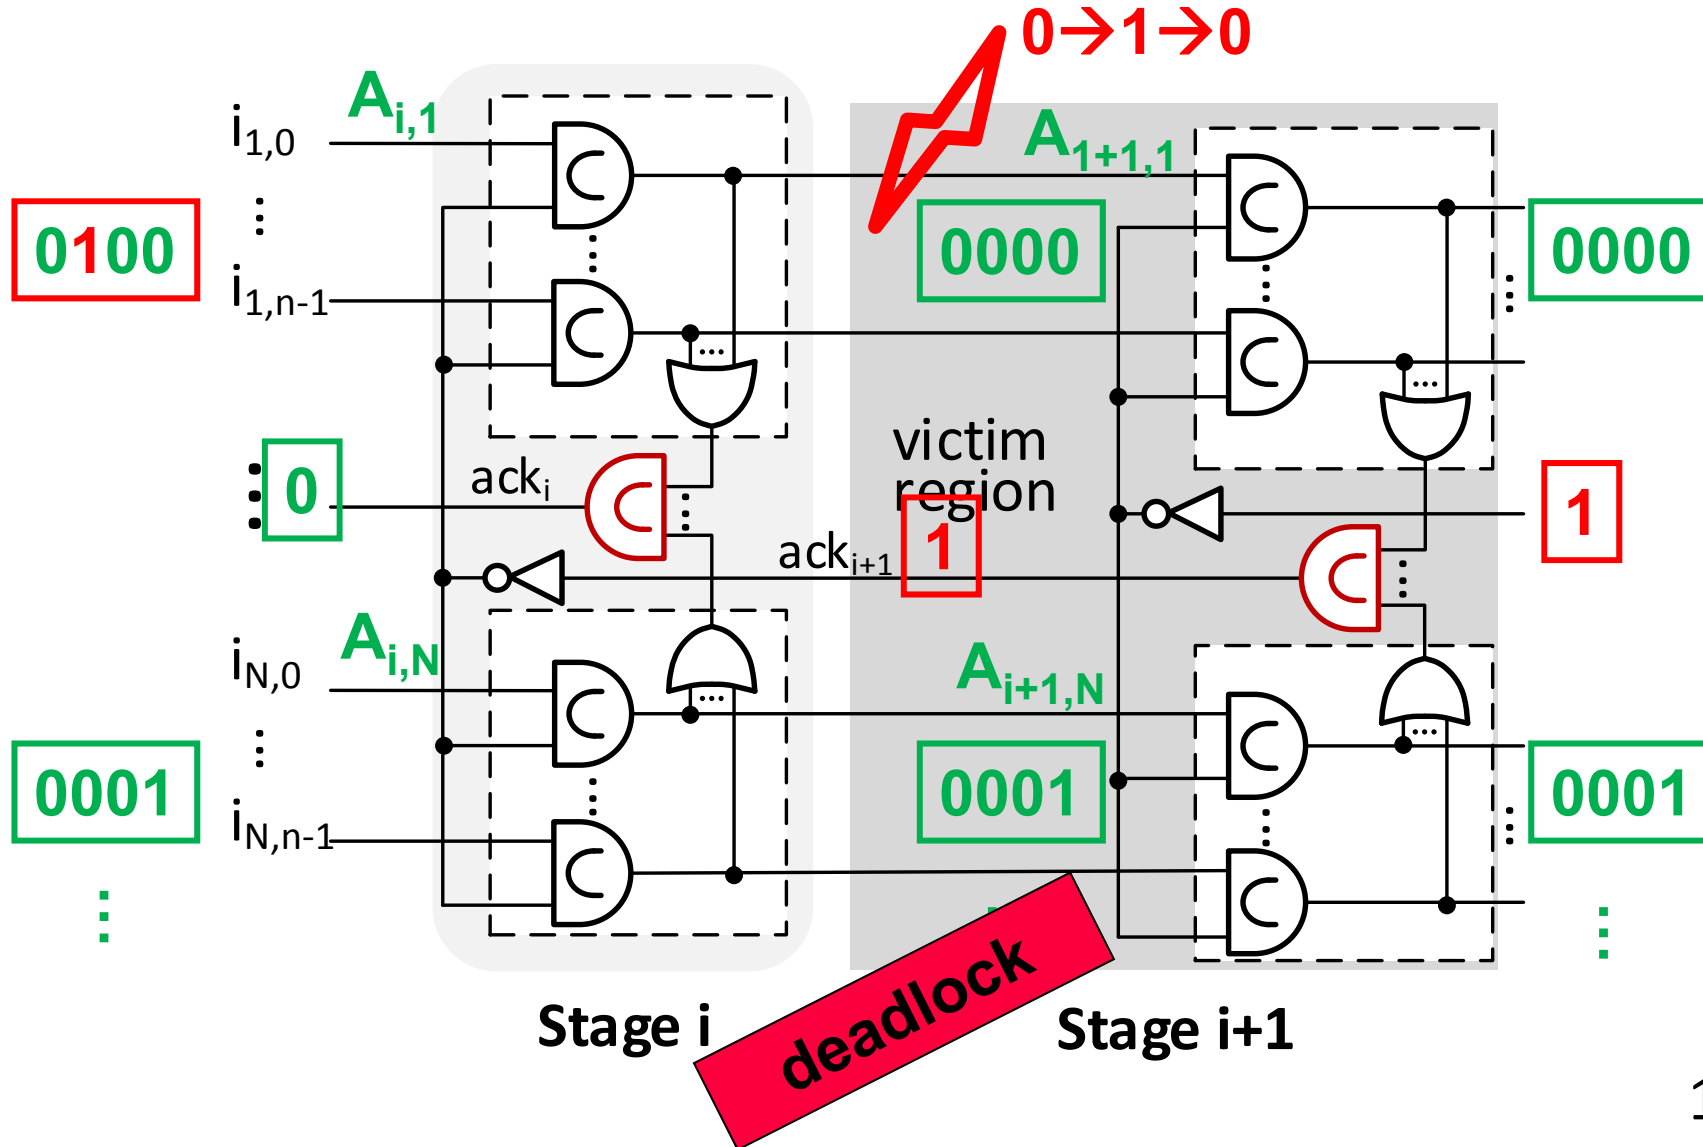 0→1→0
A_{i,1}
A_{1+1,1}
i_{1,0}
⋮
0100
0000
0000
i_{1,n-1}
...
...
victim
region
⋮ 0
ack_i
1
1
ack_{i+1}
A_{i,N}
A_{i+1,N}
i_{N,0}
...
...
⋮
0001
0001
0001
i_{N,n-1}
⋮
⋮
deadlock
Stage i
Stage i+1
1